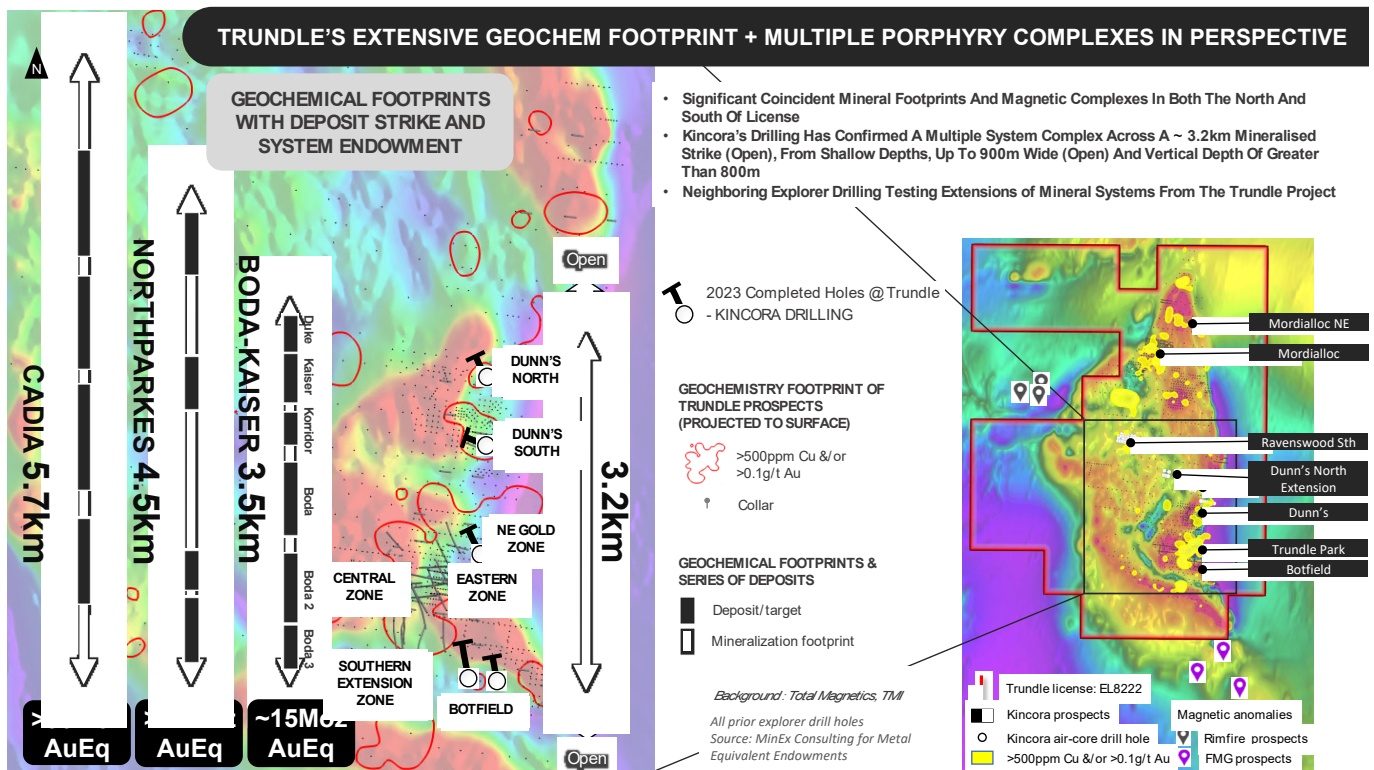 TRUNDLE'S EXTENSIVE GEOCHEM FOOTPRINT + MULTIPLE PORPHYRY COMPLEXES IN PERSPECTIVE
N
GEOCHEMICAL FOOTPRINTS
WITH DEPOSIT STRIKE AND
SYSTEM ENDOWMENT
CADIA 5.7km
NORTHPARKES 4.5km
BODA-KAISER 3.5km
Duke
Kaiser
Korridor
Boda
Boda 2
Boda 3
AuEq
AuEq
~15Moz
AuEq
Open
3.2km
Open
DUNN'S
NORTH
DUNN'S
SOUTH
NE GOLD
ZONE
CENTRAL
ZONE
EASTERN
ZONE
SOUTHERN
EXTENSION
ZONE
BOTFIELD
• Significant Coincident Mineral Footprints And Magnetic Complexes In Both The North And
South Of License
• Kincora's Drilling Has Confirmed A Multiple System Complex Across A ~ 3.2km Mineralised
Strike (Open), From Shallow Depths, Up To 900m Wide (Open) And Vertical Depth Of Greater
Than 800m
• Neighboring Explorer Drilling Testing Extensions of Mineral Systems From The Trundle Project
2023 Completed Holes @ Trundle
- KINCORA DRILLING
GEOCHEMISTRY FOOTPRINT OF
TRUNDLE PROSPECTS
(PROJECTED TO SURFACE)
>500ppm Cu &/or
>0.1g/t Au
Collar
GEOCHEMICAL FOOTPRINTS &
SERIES OF DEPOSITS
Deposit/target
Mineralization footprint
Background: Total Magnetics, TMI
All prior explorer drill holes
Source: MinEx Consulting for Metal
Equivalent Endowments
Mordialloc NE
Mordialloc
Ravenswood Sth
Dunn's North
Extension
Dunn's
Trundle Park
Botfield
Trundle license: EL8222
Kincora prospects
Kincora air-core drill hole
>500ppm Cu &/or >0.1g/t Au
Magnetic anomalies
Rimfire prospects
FMG prospects